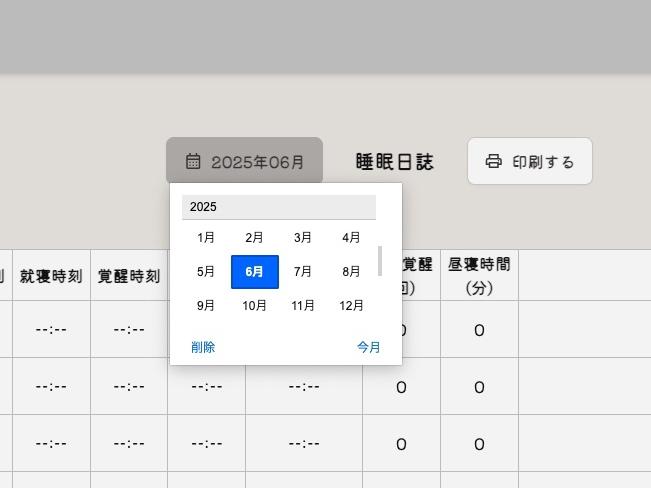 2025年06月
睡眠日誌
印刷する
2025
1月 2月 3月 4月
5月 6月 7月 8月
9月 10月 11月 12月
削除 今月
就寝時刻 覚醒時刻 覚醒 昼寝時間
回) (分)
--:-- --:-- 0
--:-- --:-- --:-- --:-- 0 0
--:-- --:-- --:-- --:-- 0 0